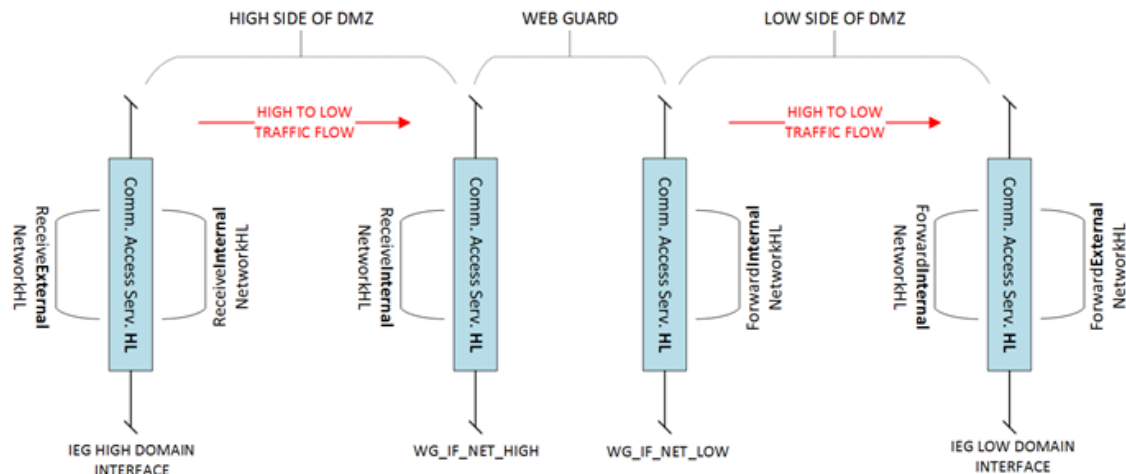 HIGH SIDE OF DMZ
WEB GUARD
LOW SIDE OF DMZ
HIGH TO LOW
TRAFFIC FLOW
HIGH TO LOW
TRAFFIC FLOW
ReceiveExternal
NetworkHL
Comm. Access Serv. HL
ReceiveInternal
NetworkHL
ReceiveInternal
NetworkHL
Comm. Access Serv. HL
Comm. Access Serv. HL
ForwardInternal
NetworkHL
ForwardInternal
NetworkHL
Comm. Access Serv. HL
ForwardExternal
NetworkHL
IEG HIGH DOMAIN
INTERFACE
WG_IF_NET_HIGH
WG_IF_NET_LOW
IEG LOW DOMAIN
INTERFACE